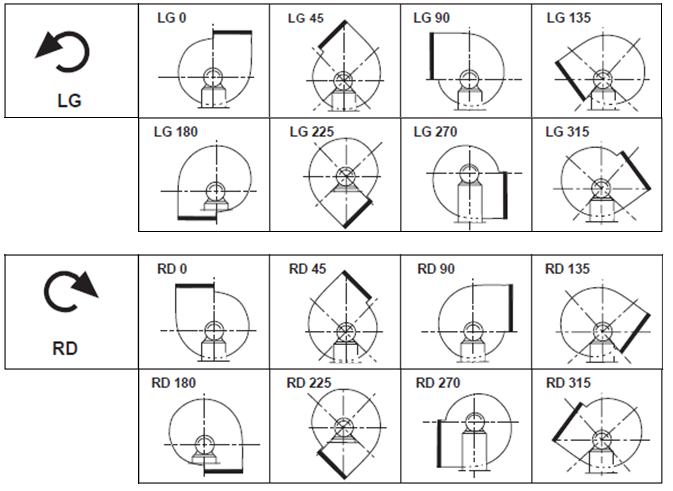 LG 0 LG 45 LG 90 LG 135
LG
LG 180 LG 225 LG 270 LG 315
RD 0 RD 45 RD 90 RD 135
RD
RD 180 RD 225 RD 270 RD 315